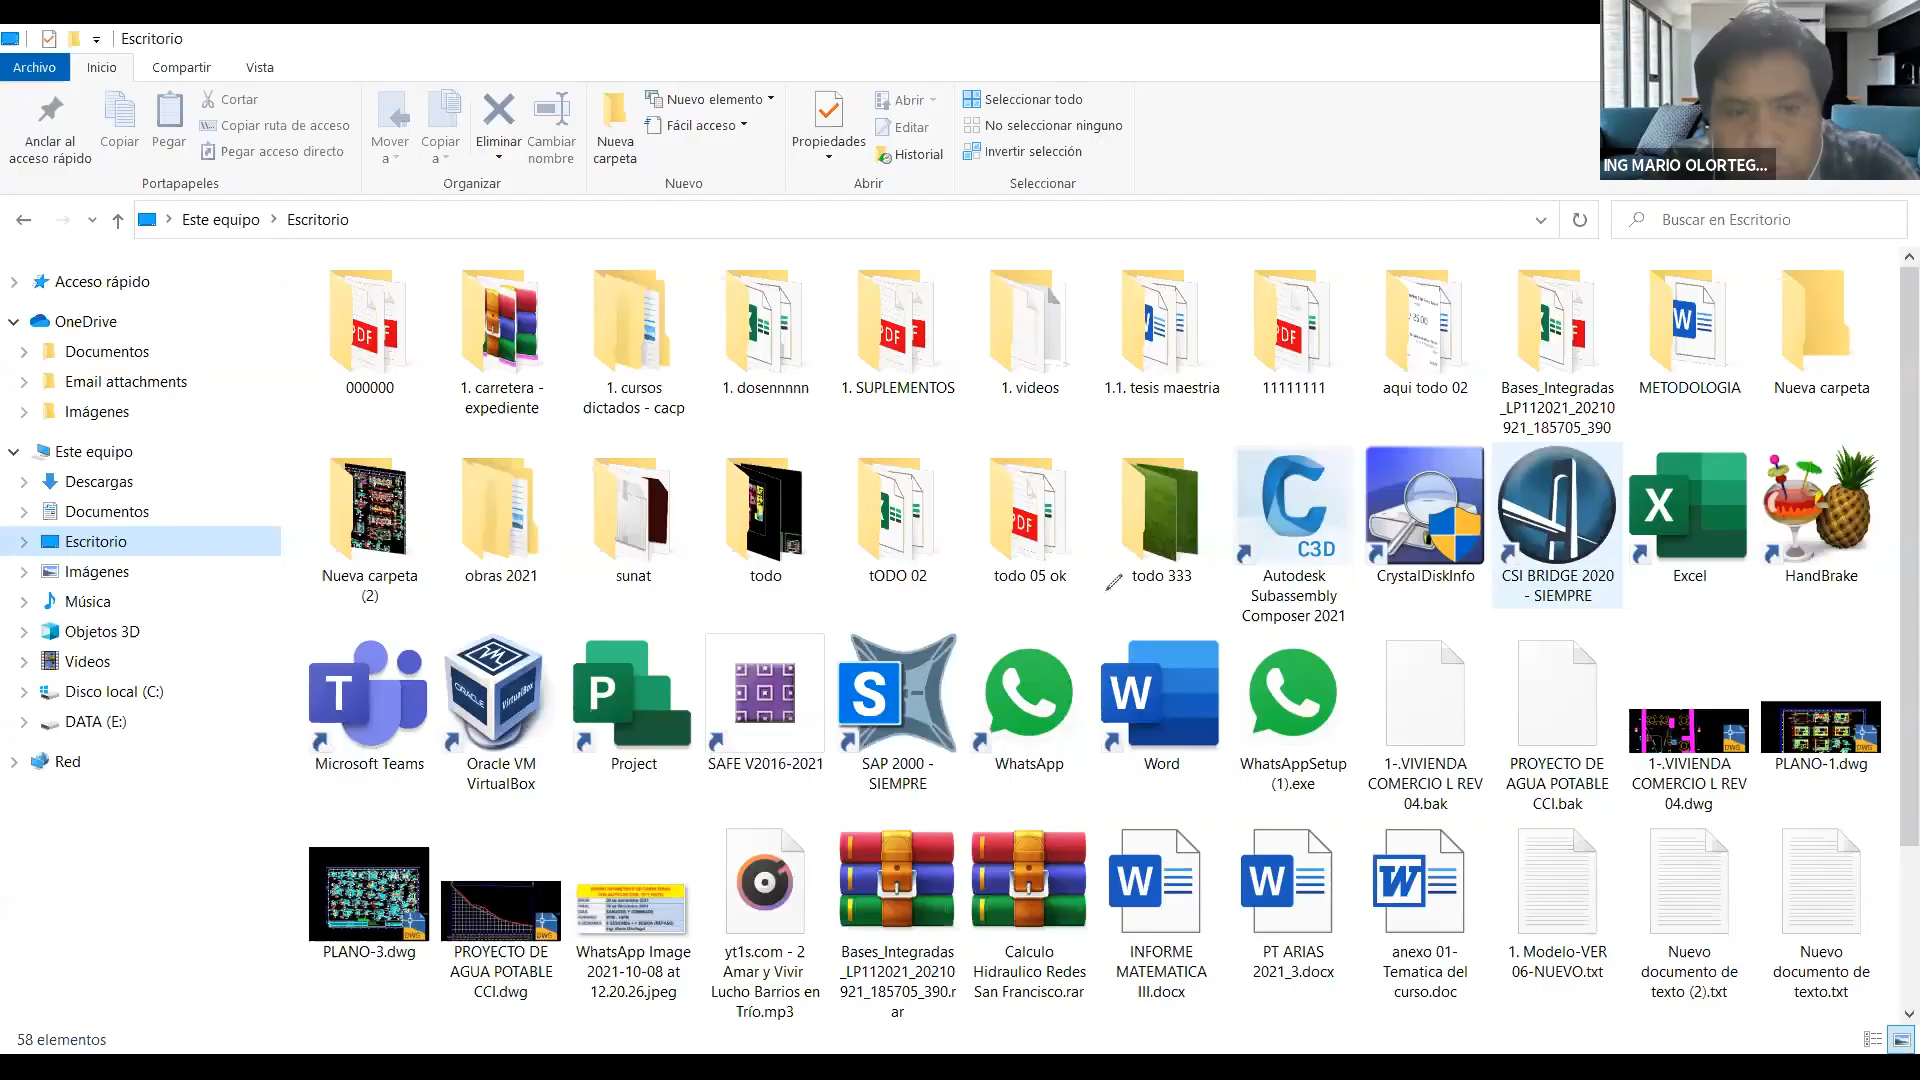 Escritorio
Archivo
Inicio
Compartir
Vista
Anclar al
acceso rápido
Copiar
Pegar
Cortar
Copiar ruta de acceso
Pegar acceso directo
Portapapeles
Mover
a
Copiar
a
Eliminar
Cambiar
nombre
Organizar
Nueva
carpeta
Nuevo elemento
Fácil acceso
Nuevo
Propiedades
Abrir
Editar
Historial
Abrir
Seleccionar todo
No seleccionar ninguno
Invertir selección
Seleccionar
ING MARIO OLORTEG...
Este equipo
Escritorio
Buscar en Escritorio
Acceso rápido
OneDrive
Documentos
Email attachments
Imágenes
Este equipo
Descargas
Documentos
Escritorio
Imágenes
Música
Objetos 3D
Videos
Disco local (C:)
DATA (E:)
Red
000000
1. carretera -
expediente
1. cursos
dictados - cacp
1. dosennnnn
1. SUPLEMENTOS
1. videos
1.1. tesis maestria
11111111
aqui todo 02
Bases_Integradas
_LP112021_20210
921_185705_390
METODOLOGIA
Nueva carpeta
Nueva carpeta
(2)
obras 2021
sunat
todo
tODO 02
todo 05 ok
todo 333
C3D
Autodesk
Subassembly
Composer 2021
CrystalDiskInfo
CSI BRIDGE 2020
- SIEMPRE
Excel
HandBrake
Microsoft Teams
Oracle VM
VirtualBox
Project
SAFE V2016-2021
SAP 2000 -
SIEMPRE
WhatsApp
Word
WhatsAppSetup
(1).exe
1-.VIVIENDA
COMERCIO L REV
04.bak
PROYECTO DE
AGUA POTABLE
CCI.bak
1-.VIVIENDA
COMERCIO L REV
04.dwg
PLANO-1.dwg
PLANO-3.dwg
PROYECTO DE
AGUA POTABLE
CCI.dwg
WhatsApp Image
2021-10-08 at
12.20.26.jpeg
yt1s.com - 2
Amar y Vivir
Lucho Barrios en
Trío.mp3
Bases_Integradas
_LP112021_20210
921_185705_390.r
ar
Calculo
Hidraulico Redes
San Francisco.rar
INFORME
MATEMATICA
III.docx
PT ARIAS
2021_3.docx
anexo 01-
Tematica del
curso.doc
1. Modelo-VER
06-NUEVO.txt
Nuevo
documento de
texto (2).txt
Nuevo
documento de
texto.txt
58 elementos